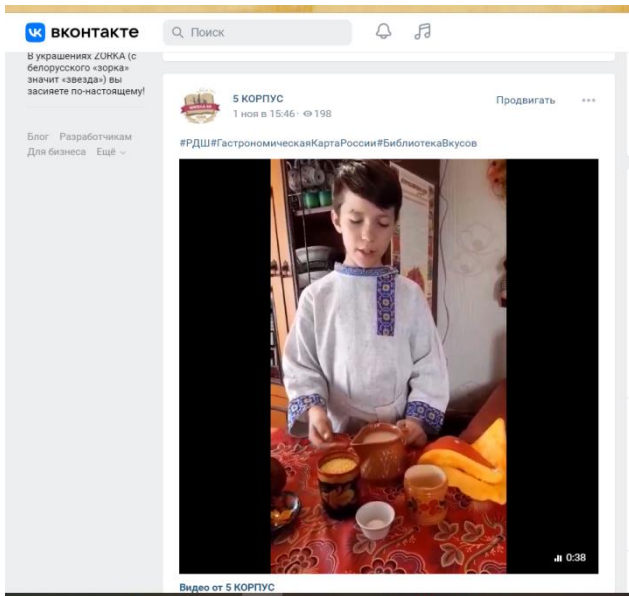 вконтакте
Поиск
В украшениях ZORKA (с
белорусского «зорка»
значит «звезда») вы
засияете по-настоящему!
Блог Разработчикам
Для бизнеса Ещё
5 КОРПУС
1 ноя в 15:46 · 198
Продвигать
#РДШ#ГастрономическаяКартаРоссии#БиблиотекаВкусов
0:38
Видео от 5 КОРПУС